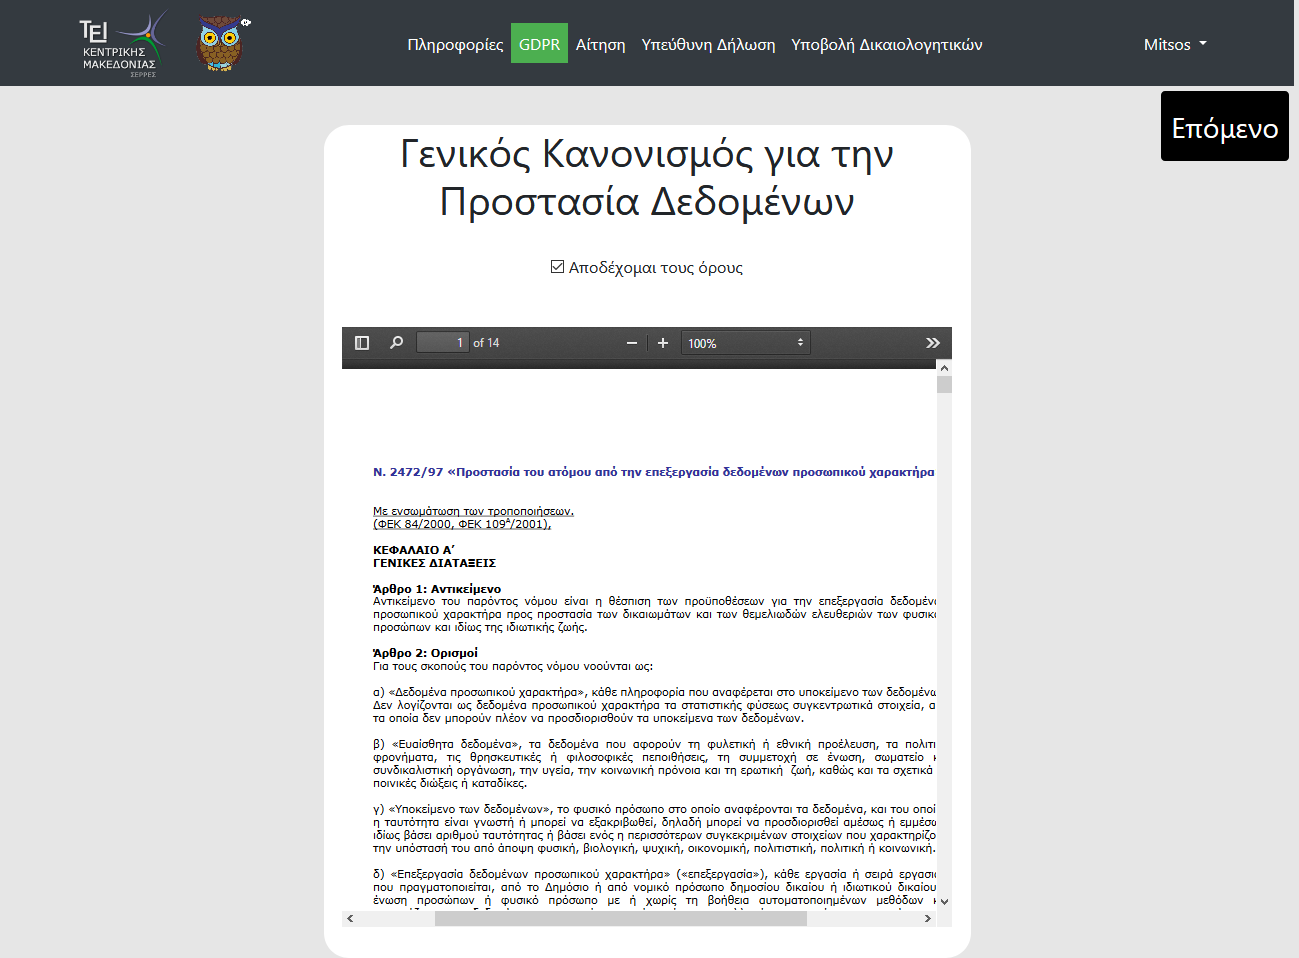 ΤΕΙ
ΚΕΝΤΡΙΚΗΣ
ΜΑΚΕΔΟΝΙΑΣ
ΣΕΡΡΕΣ
Πληροφορίες GDPR Αίτηση Υπεύθυνη Δήλωση Υποβολή Δικαιολογητικών Mitsos
Επόμενο
Γενικός Κανονισμός για την
Προστασία Δεδομένων
Αποδέχομαι τους όρους
1 of 14 100%
Ν. 2472/97 «Προστασία του ατόμου από την επεξεργασία δεδομένων προσωπικού χαρακτήρα
Με ενσωμάτωση των τροποποιήσεων.
(ΦΕΚ 84/2000, ΦΕΚ 109Α/2001),
ΚΕΦΑΛΑΙΟ Α΄
ΓΕΝΙΚΕΣ ΔΙΑΤΑΞΕΙΣ
Άρθρο 1: Αντικείμενο
Αντικείμενο του παρόντος νόμου είναι η θέσπιση των προϋποθέσεων για την επεξεργασία δεδομένω
προσωπικού χαρακτήρα προς προστασία των δικαιωμάτων και των θεμελιωδών ελευθεριών των φυσικώ
προσώπων και ιδίως της ιδιωτικής ζωής.
Άρθρο 2: Ορισμοί
Για τους σκοπούς του παρόντος νόμου νοούνται ως:
α) «Δεδομένα προσωπικού χαρακτήρα», κάθε πληροφορία που αναφέρεται στο υποκείμενο των δεδομένω
Δεν λογίζονται ως δεδομένα προσωπικού χαρακτήρα τα στατιστικής φύσεως συγκεντρωτικά στοιχεία, α
τα οποία δεν μπορούν πλέον να προσδιορισθούν τα υποκείμενα των δεδομένων.
β) «Ευαίσθητα δεδομένα», τα δεδομένα που αφορούν τη φυλετική ή εθνική προέλευση, τα πολιτι
φρονήματα, τις θρησκευτικές ή φιλοσοφικές πεποιθήσεις, τη συμμετοχή σε ένωση, σωματείο κ
συνδικαλιστική οργάνωση, την υγεία, την κοινωνική πρόνοια και τη ερωτική ζωή, καθώς και τα σχετικά
ποινικές διώξεις ή καταδίκες.
γ) «Υποκείμενο των δεδομένων», το φυσικό πρόσωπο στο οποίο αναφέρονται τα δεδομένα, και του οποί
η ταυτότητα είναι γνωστή ή μπορεί να εξακριβωθεί, δηλαδή μπορεί να προσδιορισθεί αμέσως ή εμμέσω
ιδίως βάσει αριθμού ταυτότητας ή βάσει ενός η περισσότερων συγκεκριμένων στοιχείων που χαρακτηρίζο
την υπόστασή του από άποψη φυσική, βιολογική, ψυχική, οικονομική, πολιτιστική, πολιτική ή κοινωνική.
δ) «Επεξεργασία δεδομένων προσωπικού χαρακτήρα» («επεξεργασία»), κάθε εργασία ή σειρά εργασιώ
που πραγματοποιείται, από το Δημόσιο ή από νομικό πρόσωπο δημοσίου δικαίου ή ιδιωτικού δικαίου
ένωση προσώπων ή φυσικό πρόσωπο με ή χωρίς τη βοήθεια αυτοματοποιημένων μεθόδων κ